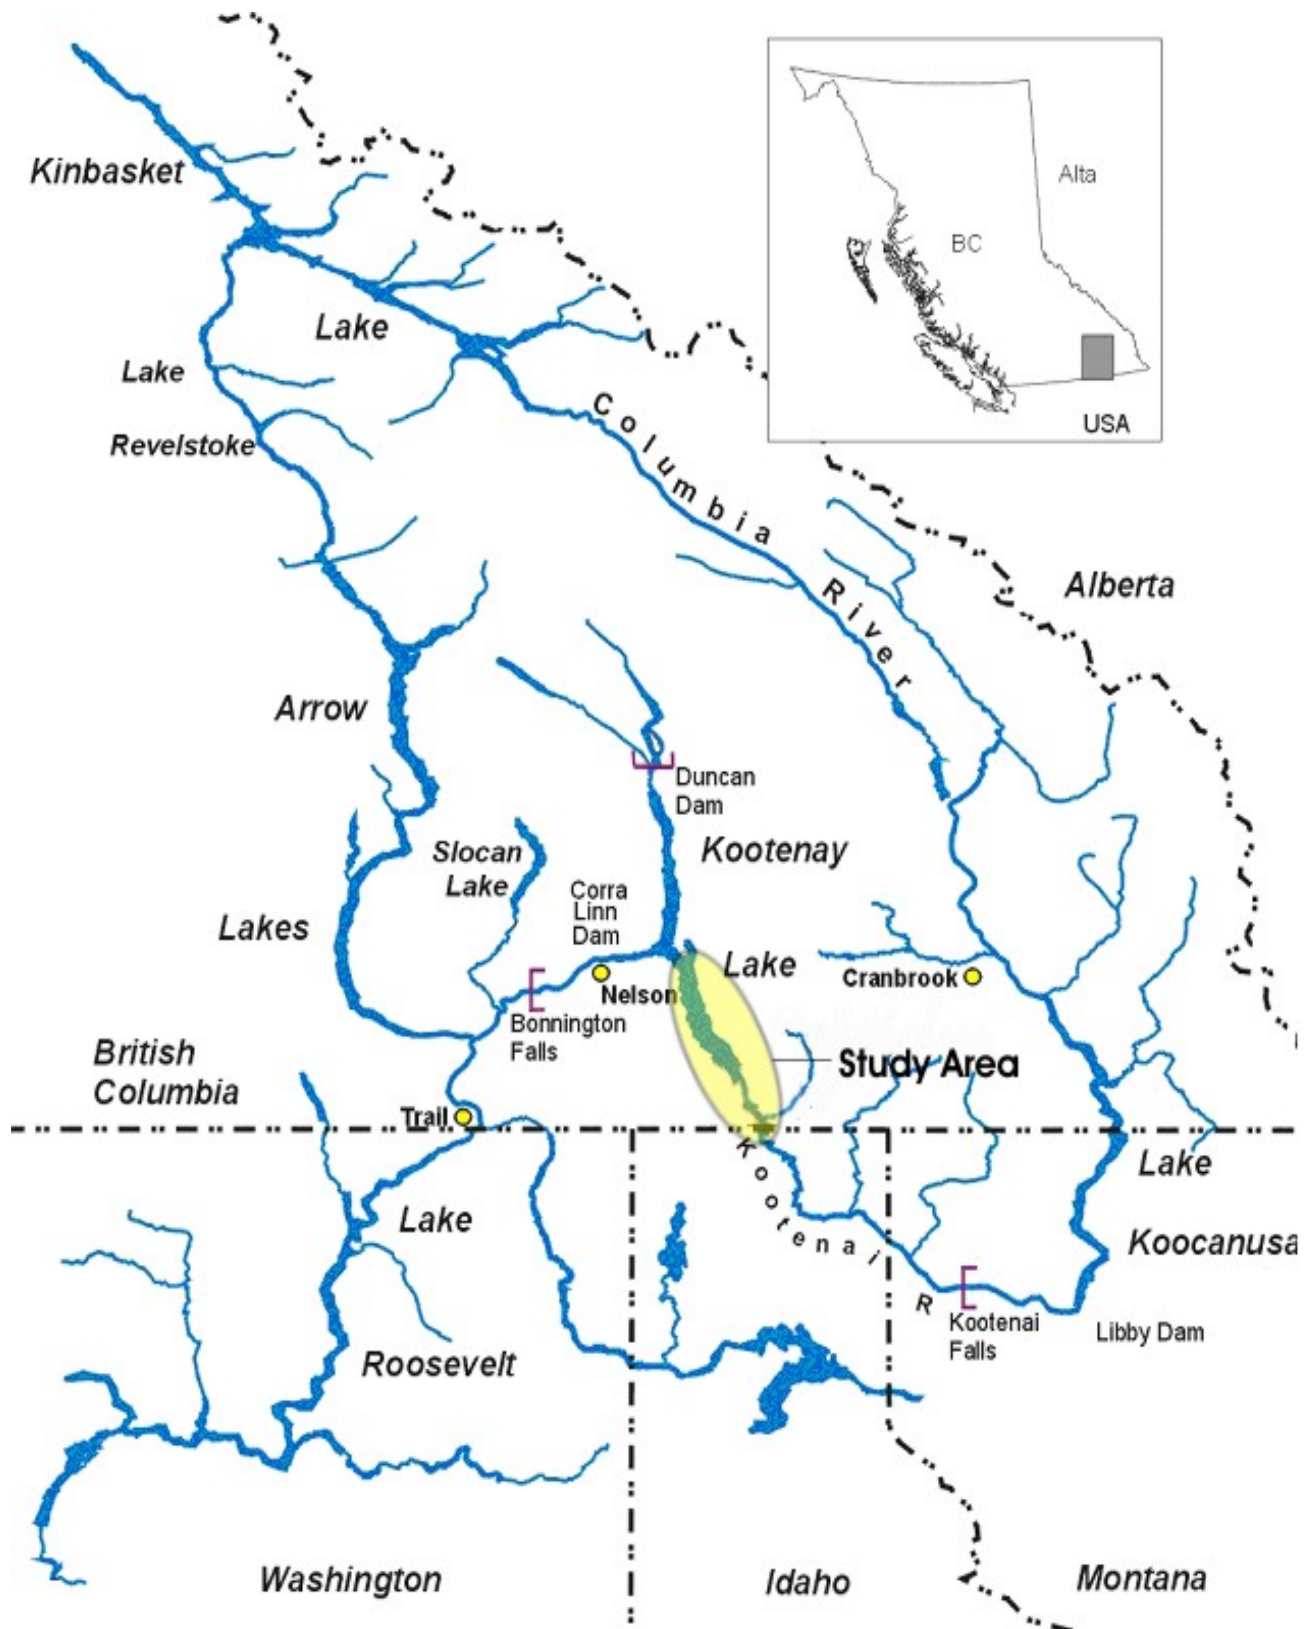 Kinbasket
Lake
Lake
Revelstoke
Columbia
River
Alta
BC
USA
Alberta
Arrow
Duncan
Dam
Kootenay
Slocan
Lake
Corra
Linn
Dam
Lakes
Lake
Cranbrook
Nelson
Bonnington
Falls
British
Columbia
Study Area
Trail
Kootenai
R
Lake
Lake
Koocanusa
Kootenai
Falls
Libby Dam
Roosevelt
Washington
Idaho
Montana